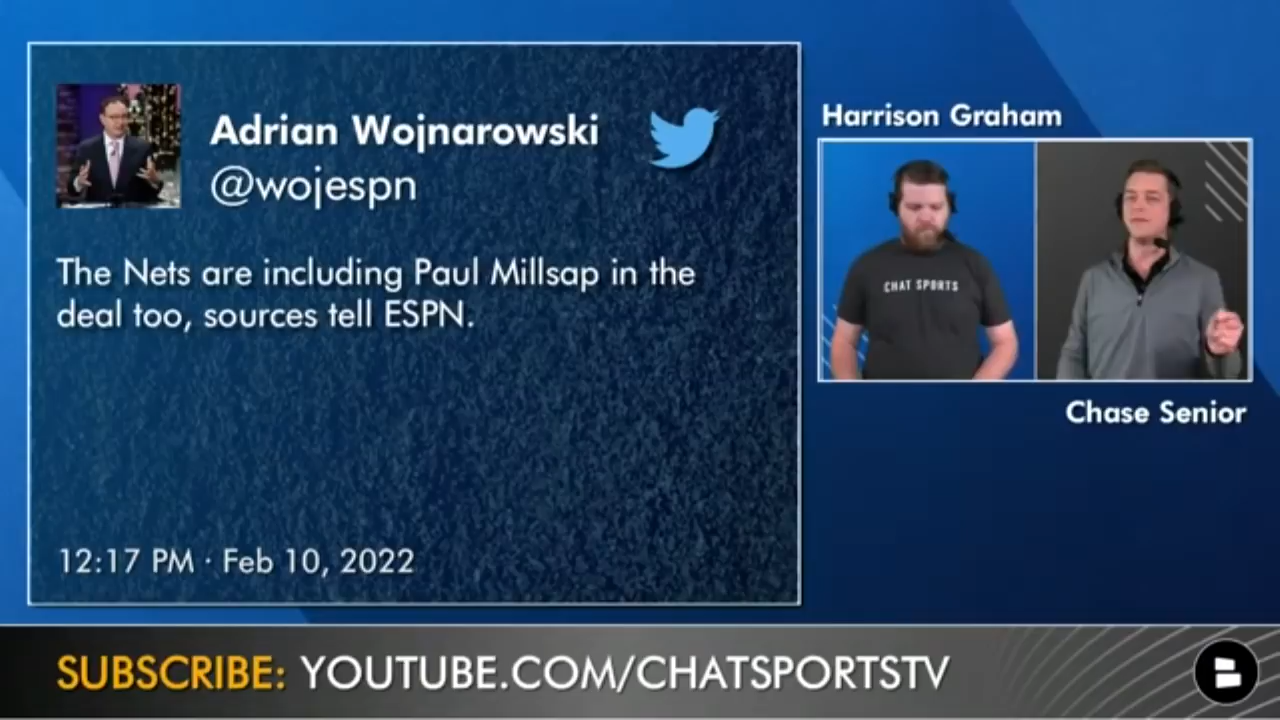 Adrian Wojnarowski
@wojespn
The Nets are including Paul Millsap in the
deal too, sources tell ESPN.
12:17 PM · Feb 10, 2022
Harrison Graham
CHAT SPORTS
Chase Senior
SUBSCRIBE: YOUTUBE.COM/CHATSPORTSTV